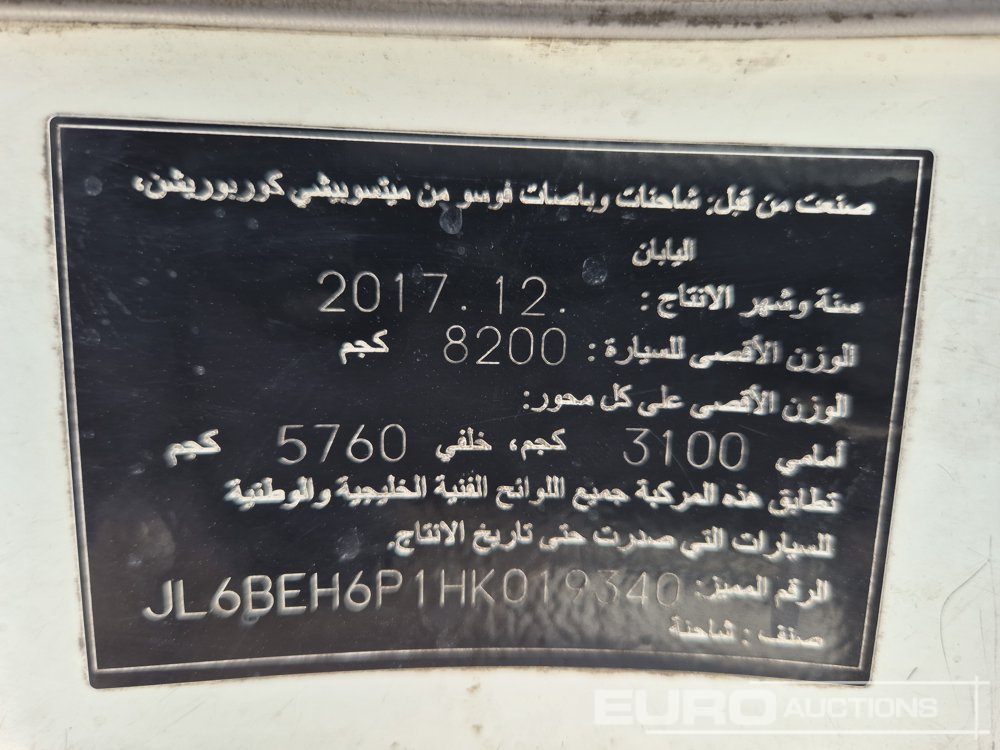 صنعت من قبل: شاحنات وباصات فوسو من ميتسوبيشي كوربوريشن،
اليابان
سنة وشهر الانتاج : 2017.12.
الوزن الأقصى للسيارة : 8200 كجم
الوزن الأقصى على كل محور:
أمامي 3100 كجم، خلفي 5760 كجم
تطابق هذه المركبة جميع اللوائح الفنية الخليجية والوطنية
للسيارات التي صدرت حتى تاريخ الانتاج.
الرقم المميز: JL6BEH6P1HK019340
صنف : شاحنة
EURO AUCTIONS